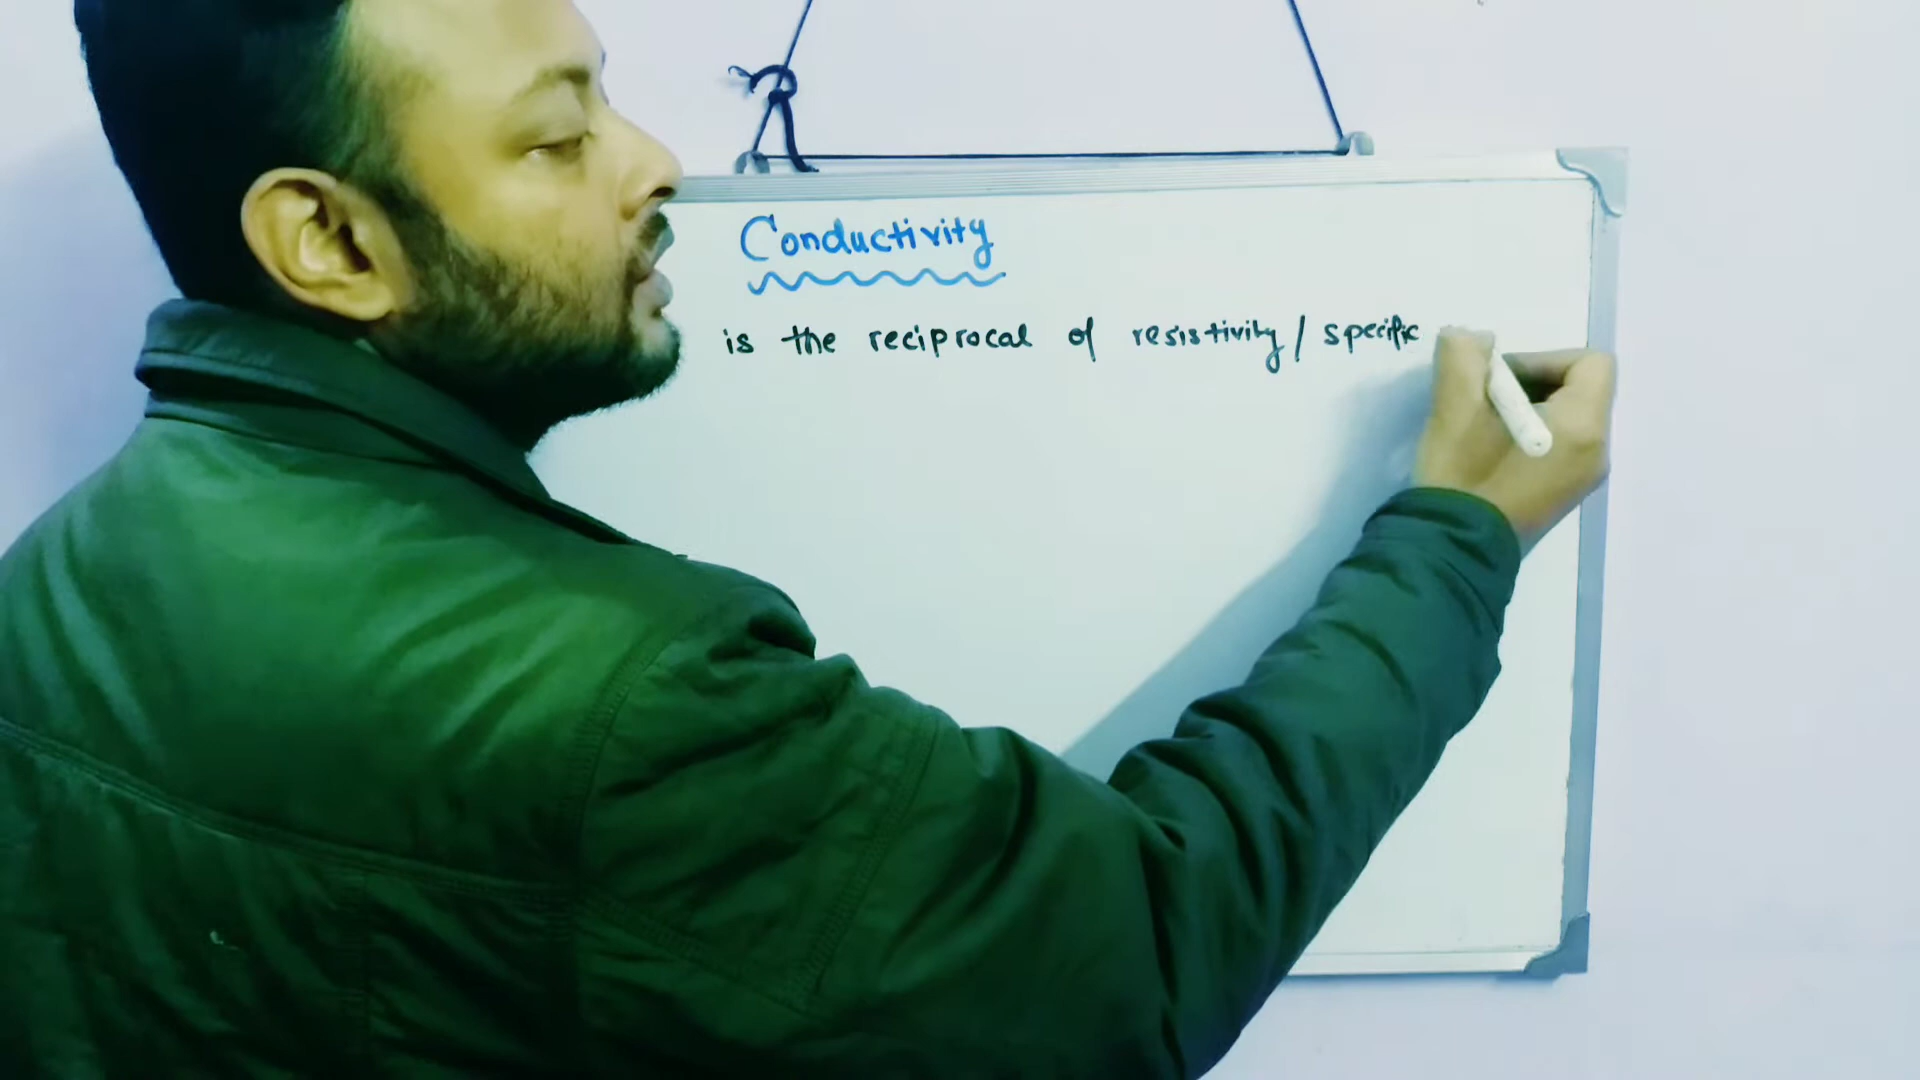 Conductivity
is the reciprocal of resistivity/ specific